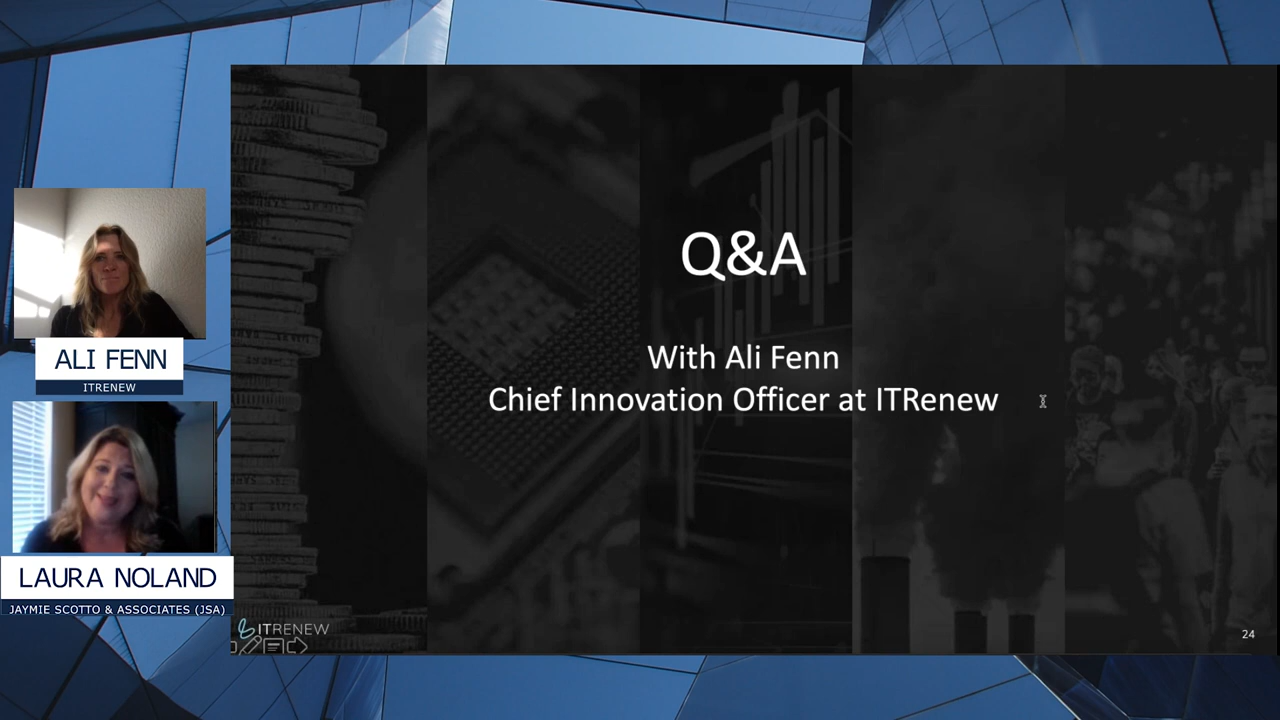 ALI FENN
ITRENEW
LAURA NOLAND
JAYMIE SCOTTO & ASSOCIATES (JSA)
Q&A
With Ali Fenn
Chief Innovation Officer at ITRenew
ITRENEW
24